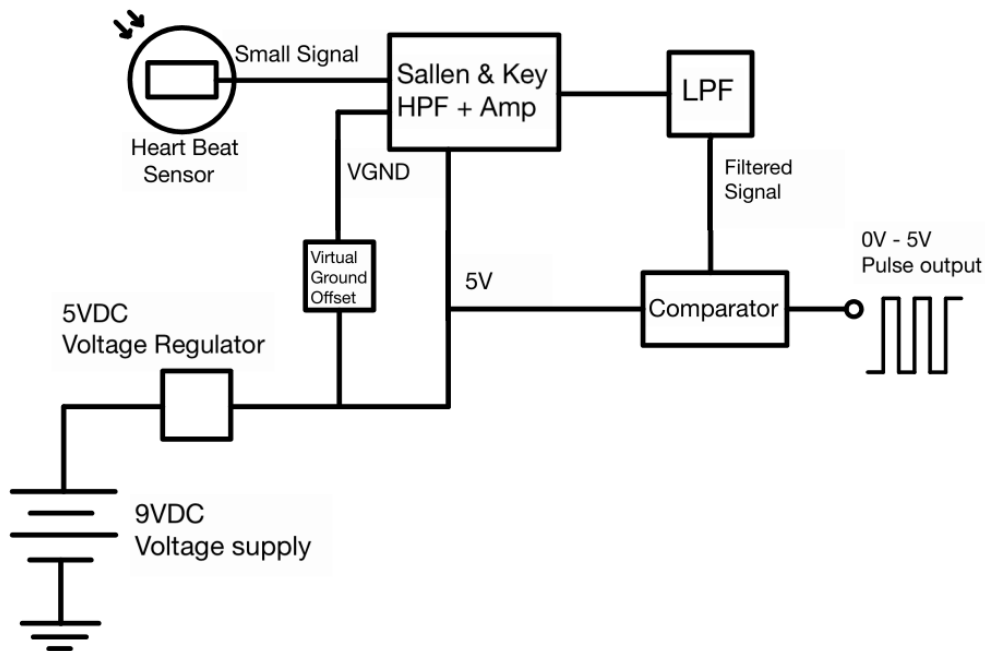 Small Signal
Heart Beat
Sensor
Sallen & Key
HPF + Amp
LPF
VGND
Filtered
Signal
Virtual
Ground
Offset
5V
Comparator
0V - 5V
Pulse output
5VDC
Voltage Regulator
9VDC
Voltage supply